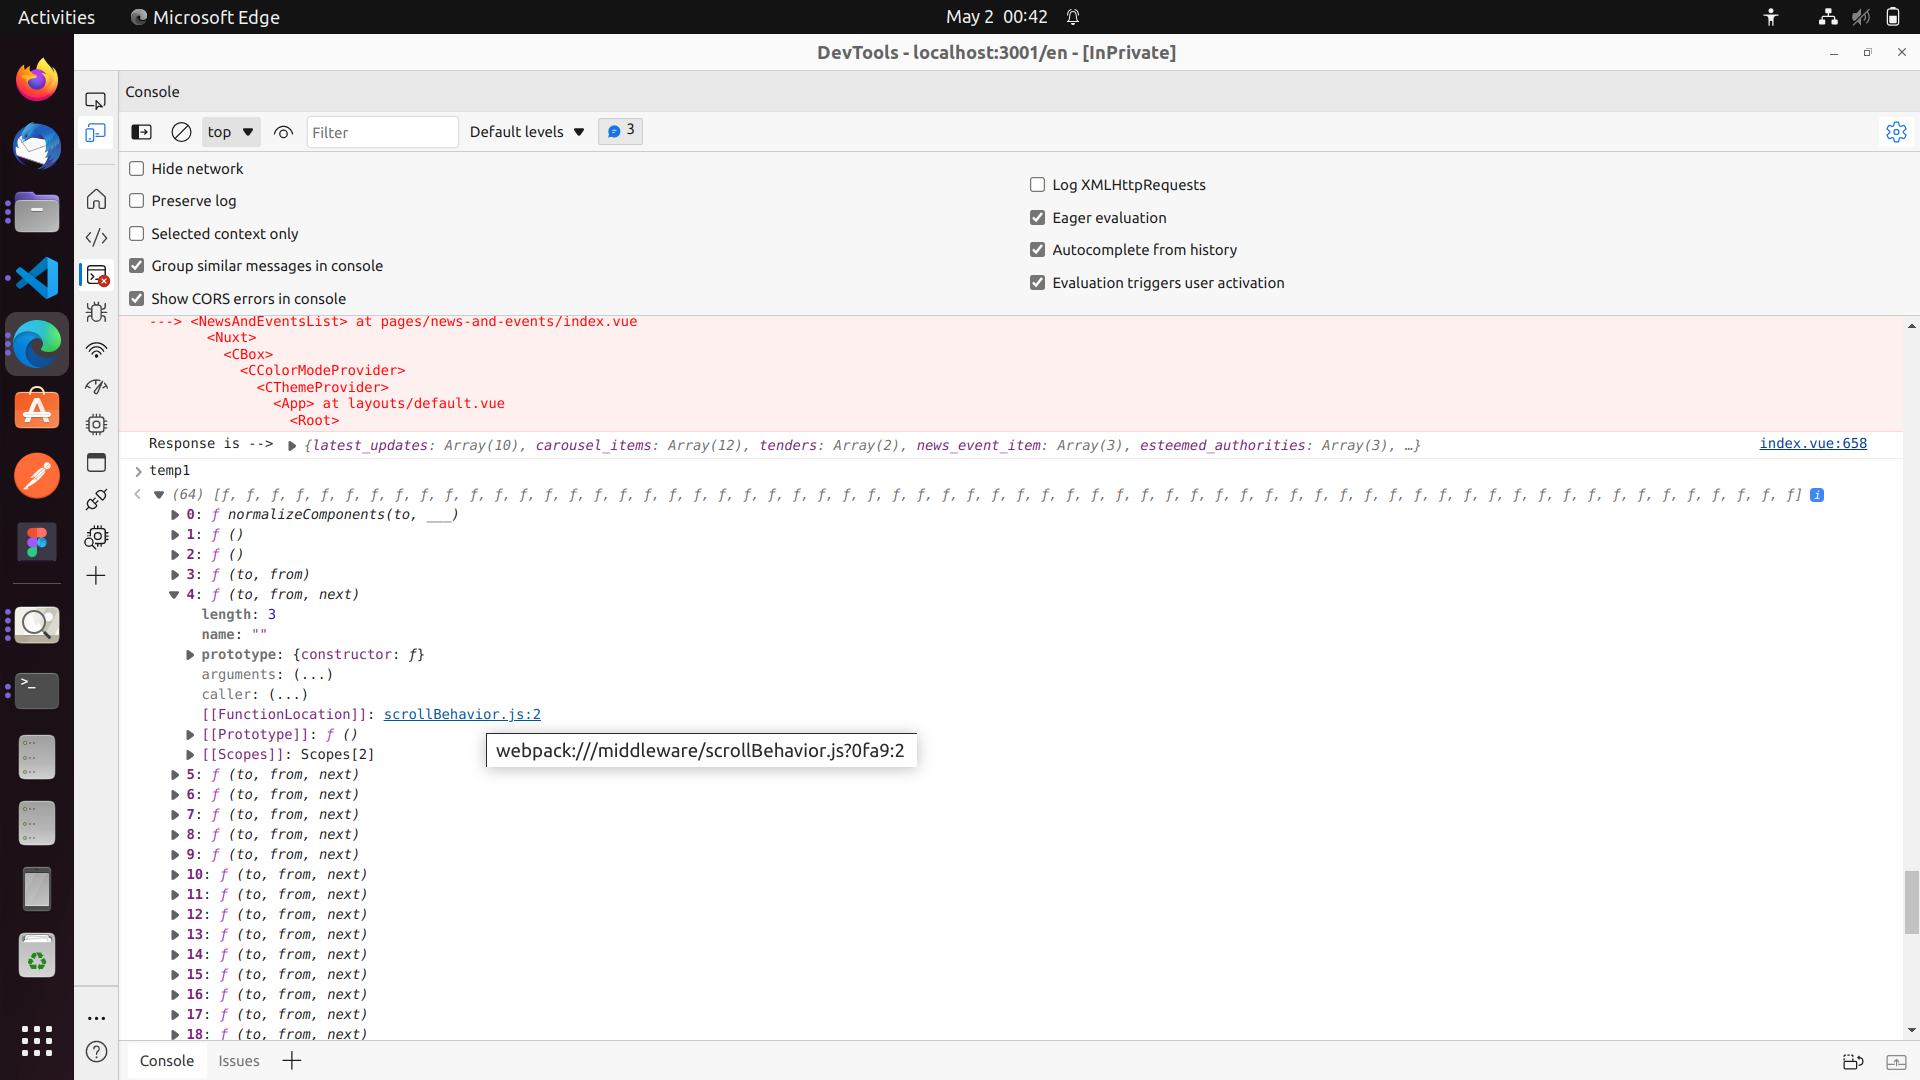 Activities
Microsoft Edge
May 2 00:42
DevTools - localhost:3001/en - [InPrivate]
Console
top
Filter
Default levels
3
Hide network
Log XMLHttpRequests
Preserve log
Eager evaluation
Selected context only
Autocomplete from history
Group similar messages in console
Evaluation triggers user activation
Show CORS errors in console
---> <NewsAndEventsList> at pages/news-and-events/index.vue
<Nuxt>
<CBox>
<CColorModeProvider>
<CThemeProvider>
<App> at layouts/default.vue
<Root>
Response is --> {latest_updates: Array(10), carousel_items: Array(12), tenders: Array(2), news_event_item: Array(3), esteemed_authorities: Array(3), …} index.vue:658
temp1
(64) [ƒ, ƒ, ƒ, ƒ, ƒ, ƒ, ƒ, ƒ, ƒ, ƒ, ƒ, ƒ, ƒ, ƒ, ƒ, ƒ, ƒ, ƒ, ƒ, ƒ, ƒ, ƒ, ƒ, ƒ, ƒ, ƒ, ƒ, ƒ, ƒ, ƒ, ƒ, ƒ, ƒ, ƒ, ƒ, ƒ, ƒ, ƒ, ƒ, ƒ, ƒ, ƒ, ƒ, ƒ, ƒ, ƒ, ƒ, ƒ, ƒ, ƒ, ƒ, ƒ, ƒ, ƒ, ƒ, ƒ, ƒ, ƒ, ƒ, ƒ, ƒ, ƒ, ƒ, ƒ] i
0: ƒ normalizeComponents(to, ___)
1: ƒ ()
2: ƒ ()
3: ƒ (to, from)
4: ƒ (to, from, next)
length: 3
name: ""
prototype: {constructor: ƒ}
arguments: (...)
caller: (...)
[[FunctionLocation]]: scrollBehavior.js:2
[[Prototype]]: ƒ ()
webpack:///middleware/scrollBehavior.js?0fa9:2
[[Scopes]]: Scopes[2]
5: ƒ (to, from, next)
6: ƒ (to, from, next)
7: ƒ (to, from, next)
8: ƒ (to, from, next)
9: ƒ (to, from, next)
10: ƒ (to, from, next)
11: ƒ (to, from, next)
12: ƒ (to, from, next)
13: ƒ (to, from, next)
14: ƒ (to, from, next)
15: ƒ (to, from, next)
16: ƒ (to, from, next)
17: ƒ (to, from, next)
18: ƒ (to, from, next)
Console
Issues